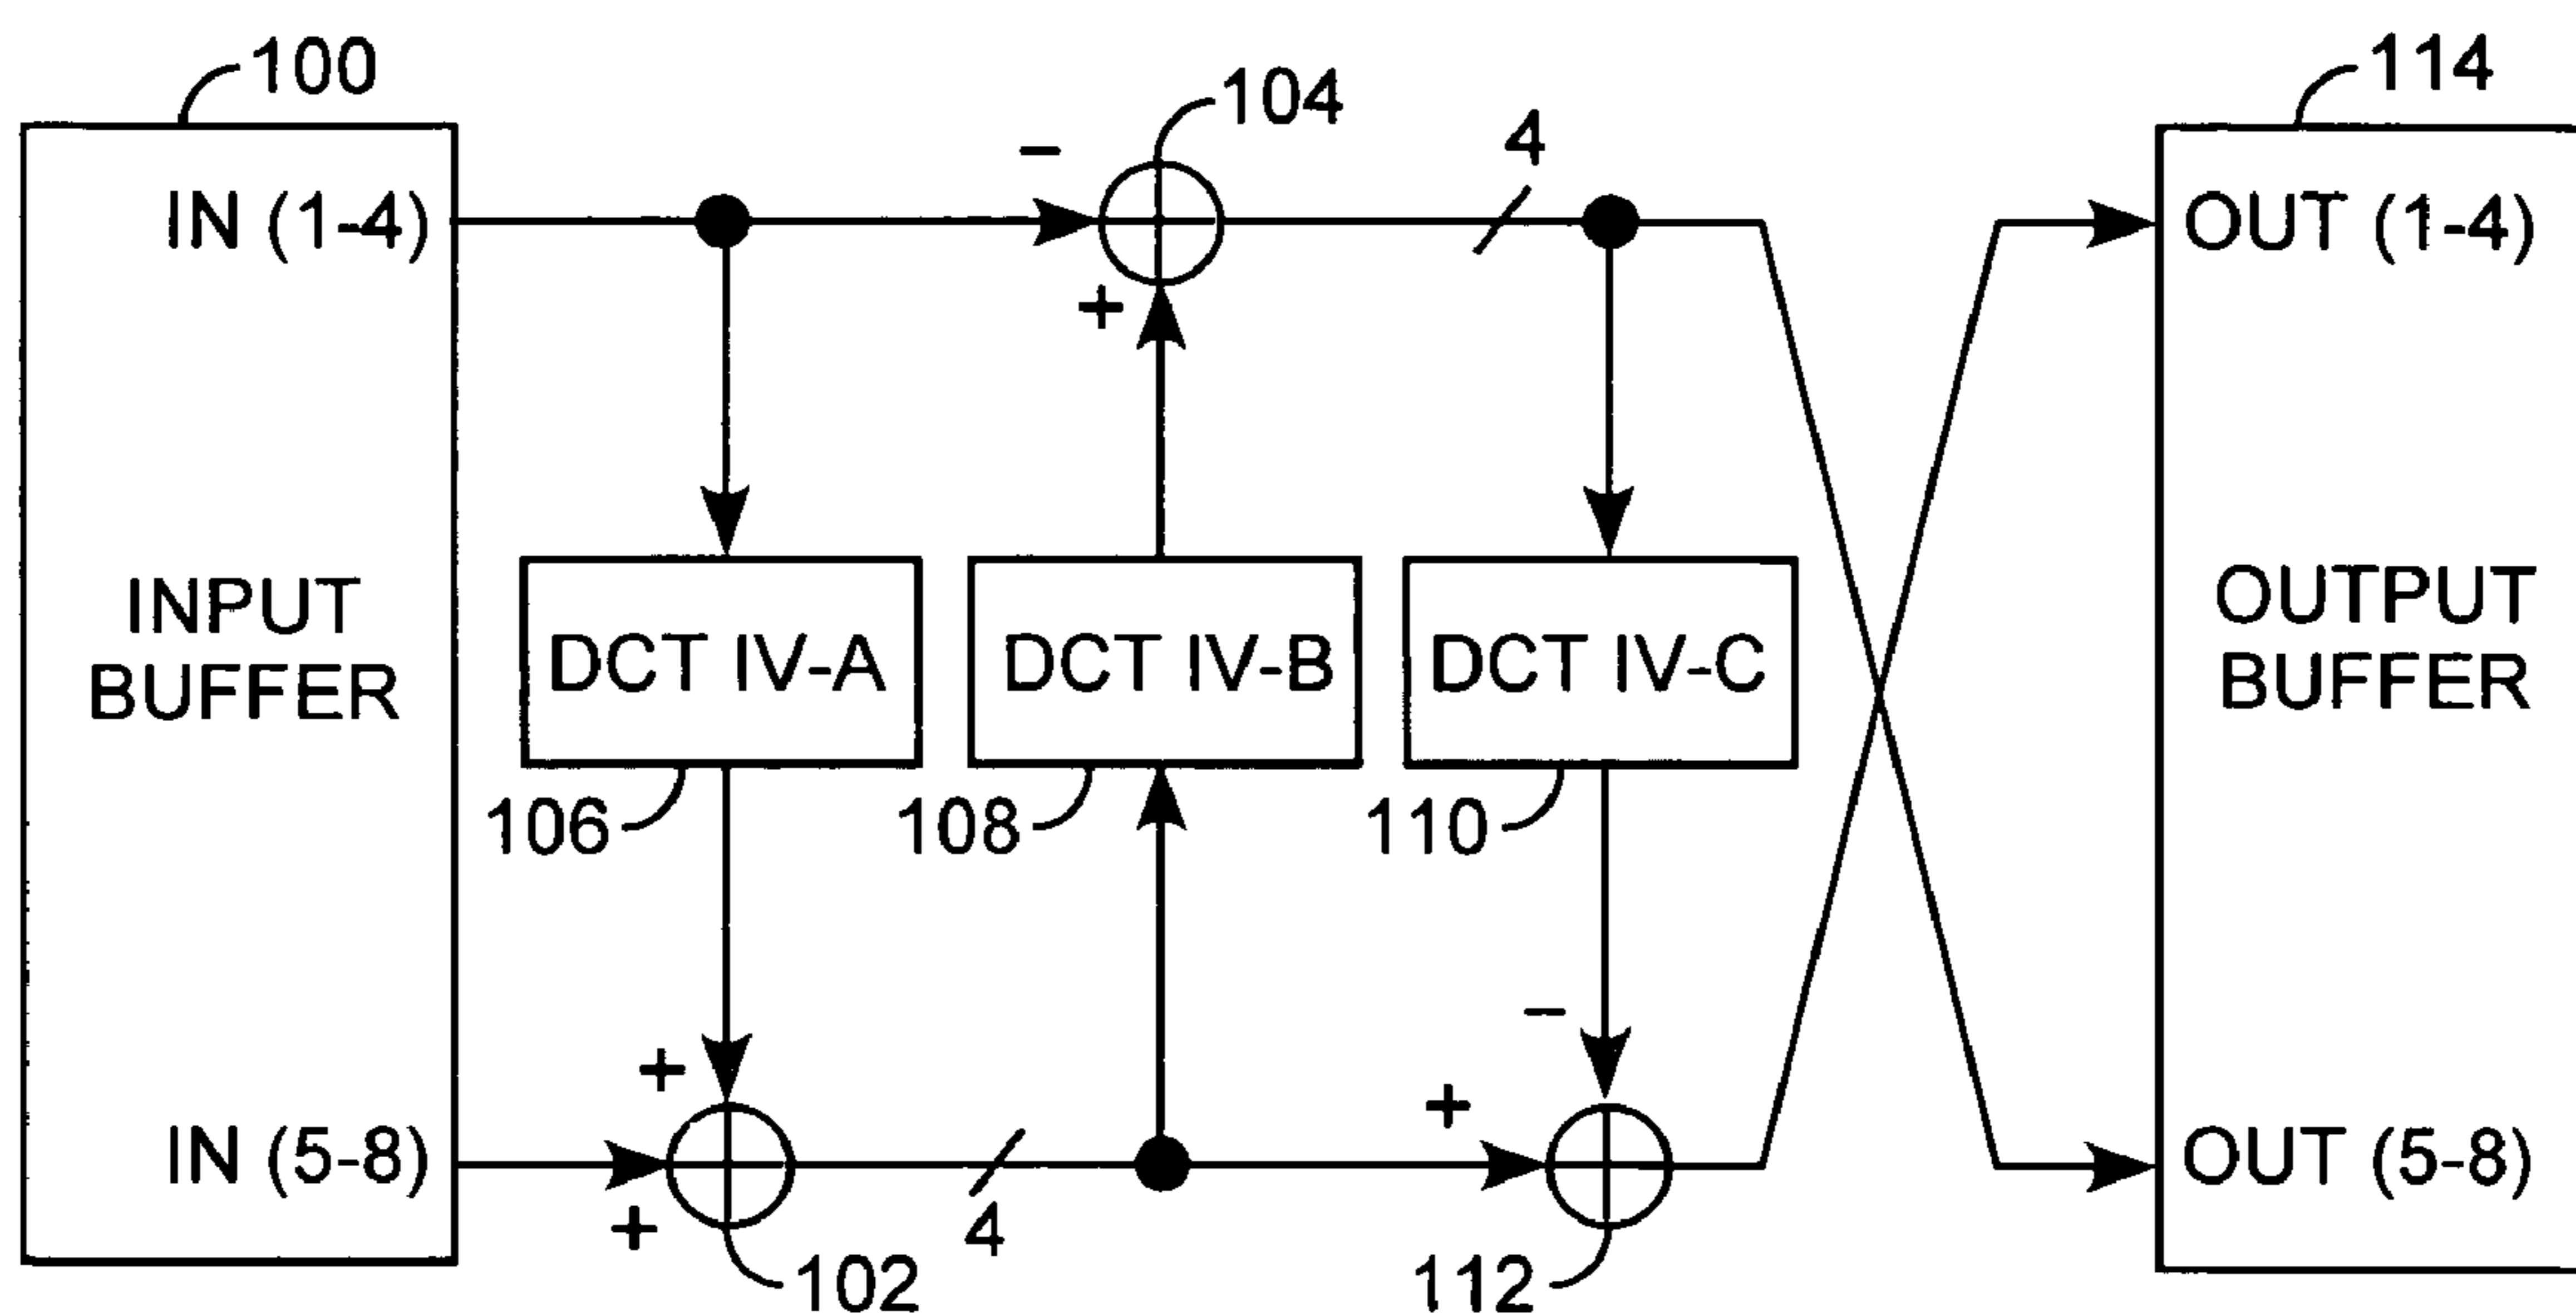 100
104
4
114
–
IN (1-4)
OUT (1-4)
+
INPUT
BUFFER
DCT IV-A
DCT IV-B
DCT IV-C
OUTPUT
BUFFER
106
108
110
–
+
+
IN (5-8)
OUT (5-8)
+
4
102
112